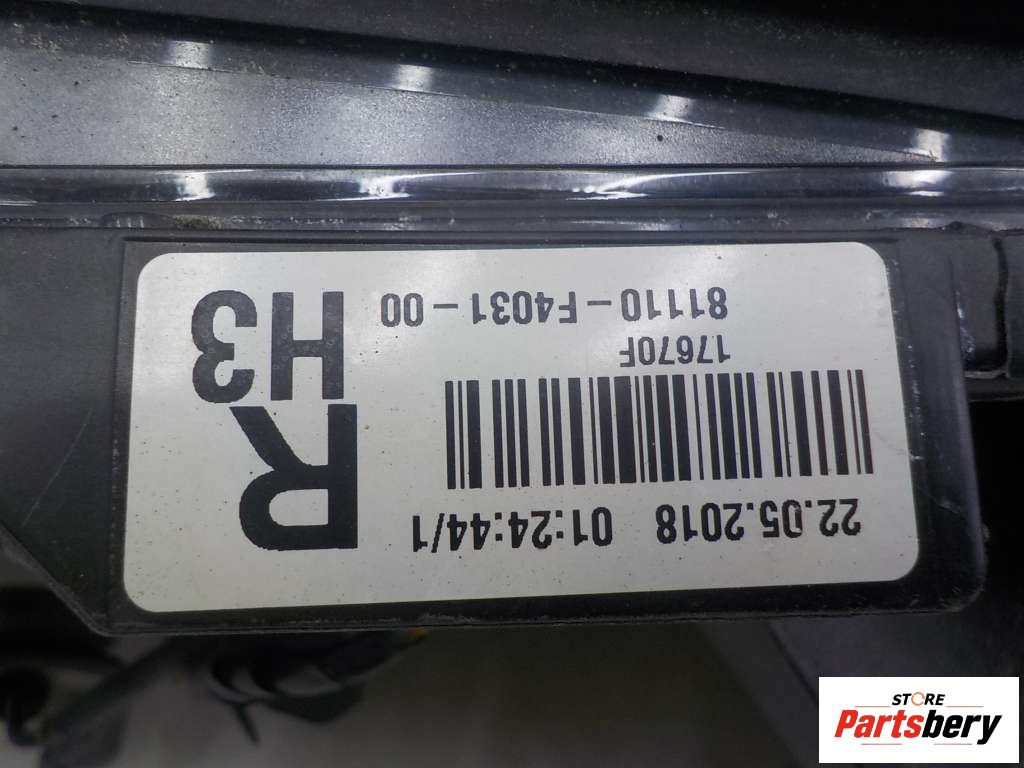 22.05.2018 01:24:44/1
17670F
81110-F4031-00
R
H3
STORE
Partsbery